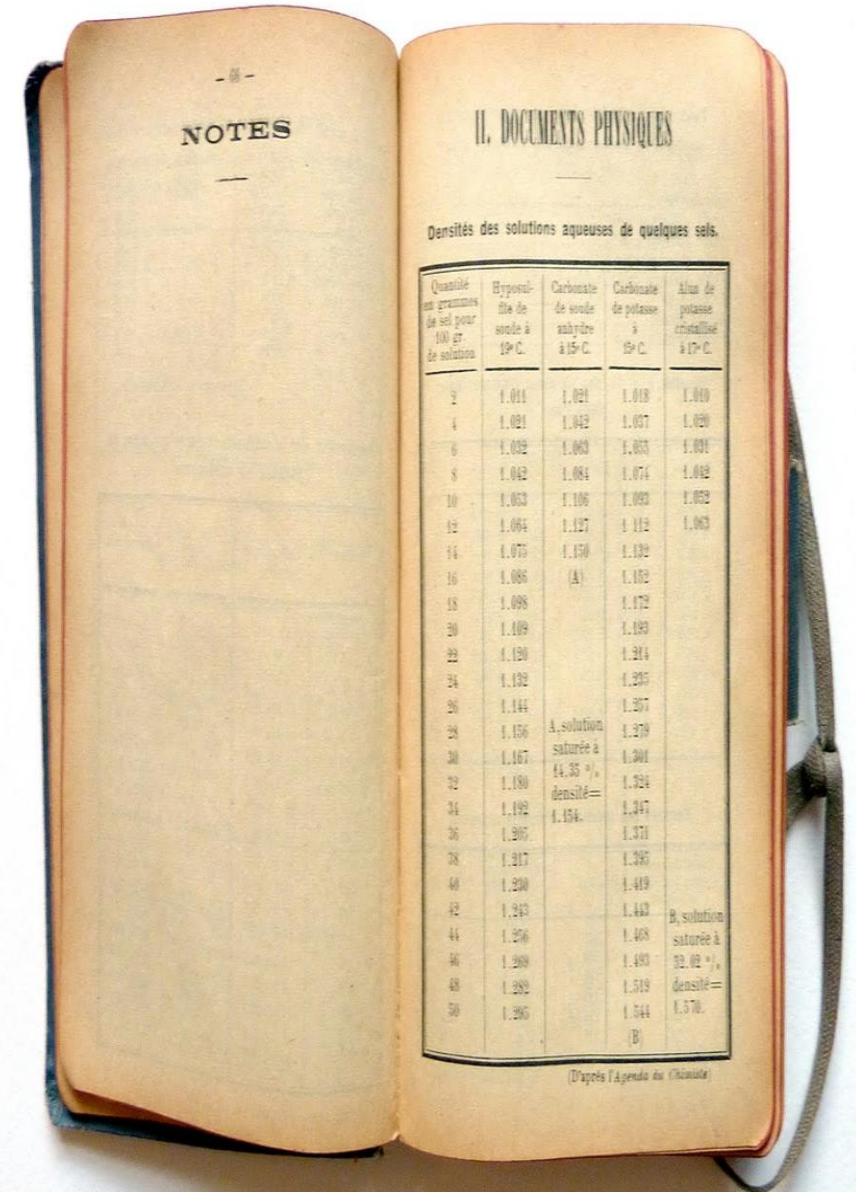 NOTES
II. DOCUMENTS PHYSIQUES
Densités des solutions aqueuses de quelques sels.
Quantité en grammes de sel pour 100 gr. de solution | Hyposulfite de soude à 19° C. | Carbonate de soude anhydre à 15° C. | Carbonate de potasse à 15° C. | Alun de potasse cristallisé à 17° C.
2 1.011 1.021 1.018 1.010
4 1.021 1.042 1.037 1.020
6 1.032 1.063 1.055 1.031
8 1.042 1.084 1.074 1.042
10 1.053 1.106 1.093 1.052
12 1.064 1.127 1 112 1.063
14 1.075 1.150 1.132
16 1.086 (A) 1.152
18 1.098 1.172
20 1.109 1.193
22 1.120 1.214
24 1.132 1.235
26 1.144 1.257
28 1.156 1.279
30 1.167 1.301
32 1.180 1.324
34 1.192 1.347
36 1.205 1.371
38 1.217 1.395
40 1.230 1.419
42 1.243 1.443
44 1.256 1.468
46 1.269 1.493
48 1.282 1.519
50 1.295 1.544
(B)
A, solution
saturée à
14.35 %
densité=
1.154.
B, solution
saturée à
52.02 %
densité=
1.570.
(D'après l'Agenda du Chimiste)